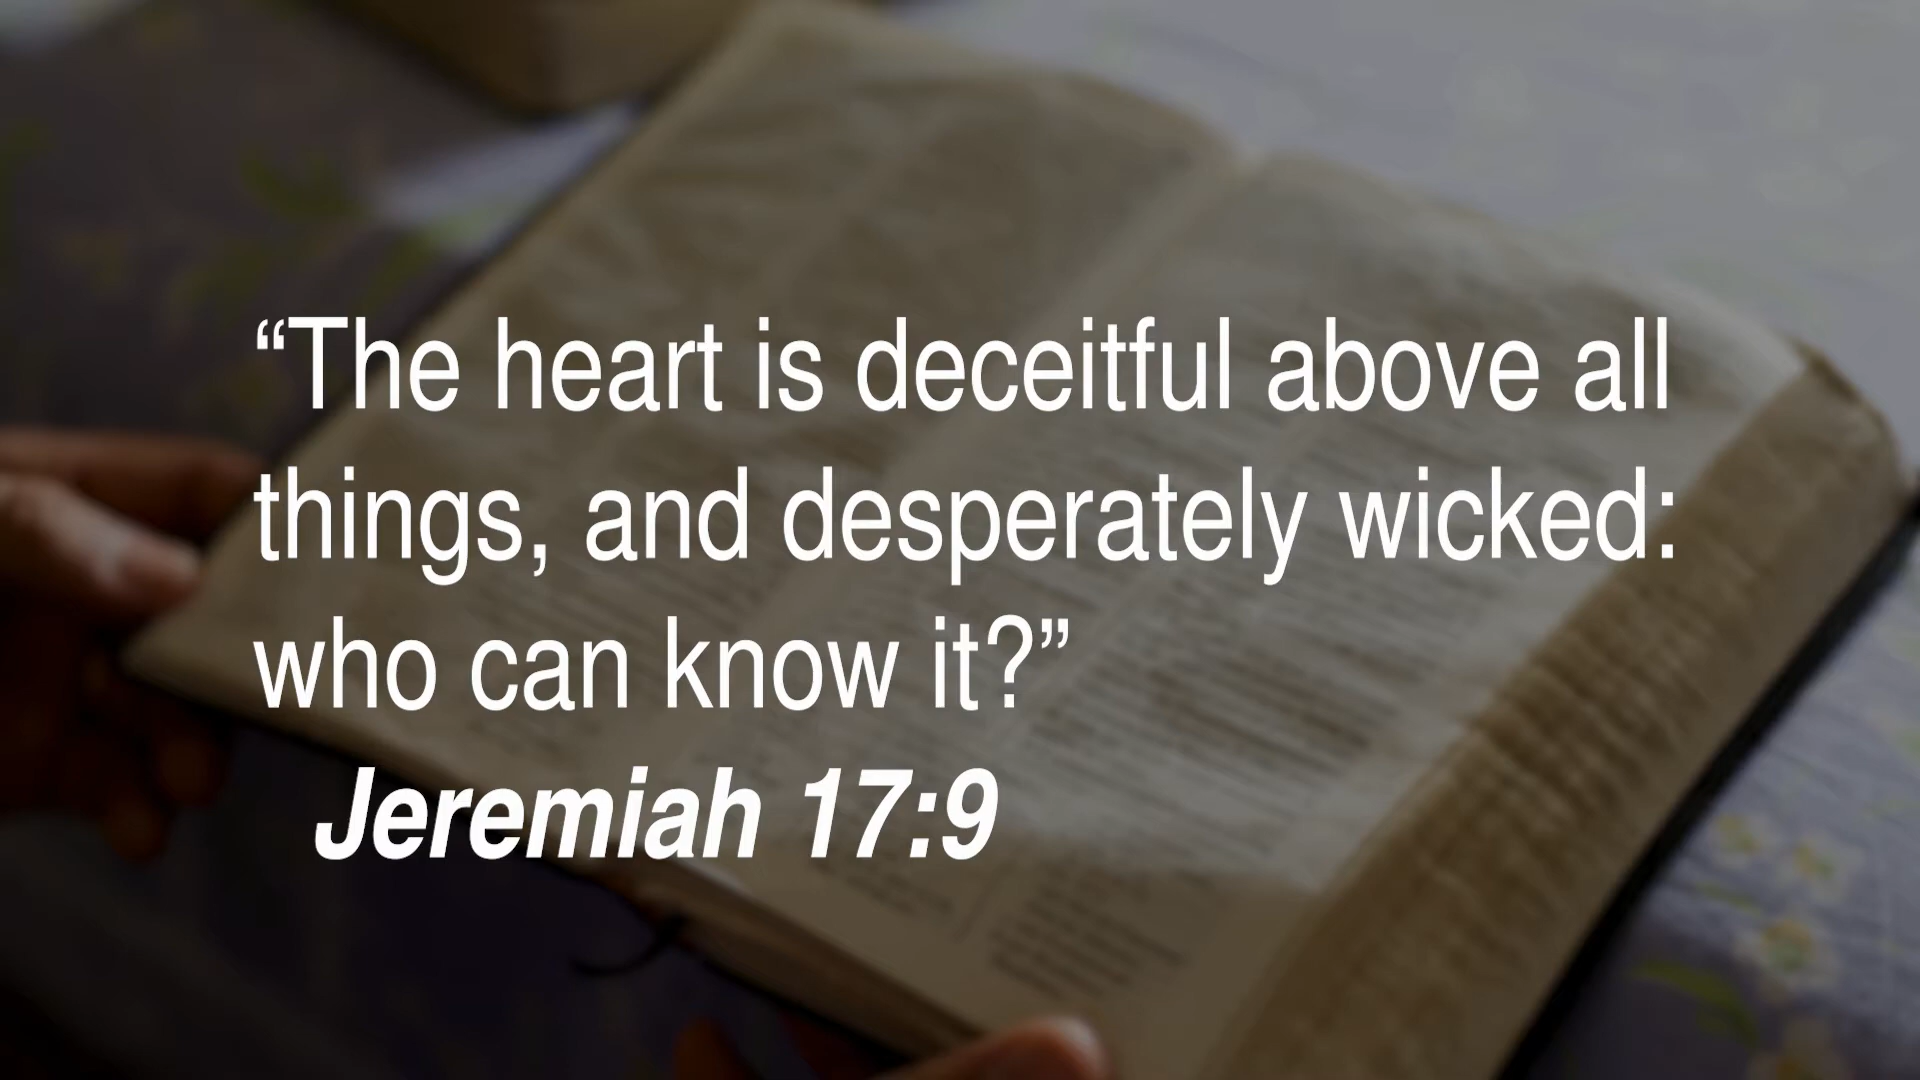 “The heart is deceitful above all
things, and desperately wicked:
who can know it?”
Jeremiah 17:9